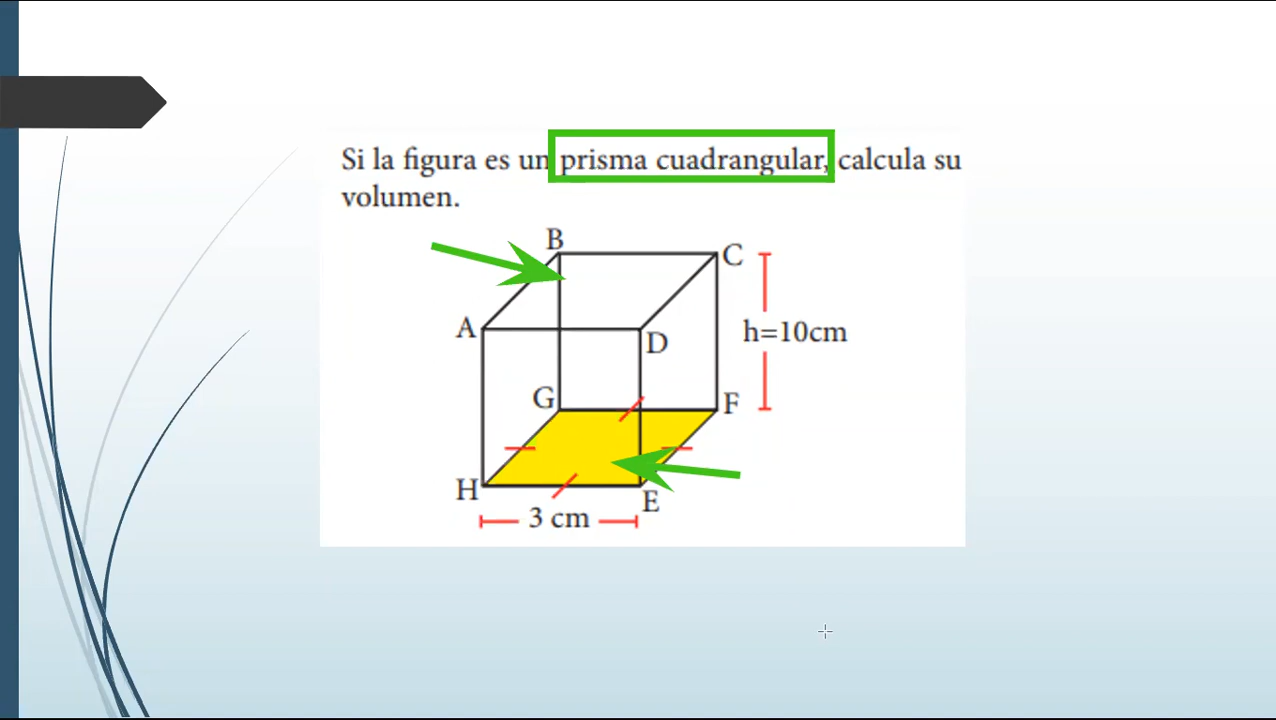 Si la figura es un prisma cuadrangular, calcula su
volumen.
B
C
A
D
h=10cm
G
F
H
E
3 cm